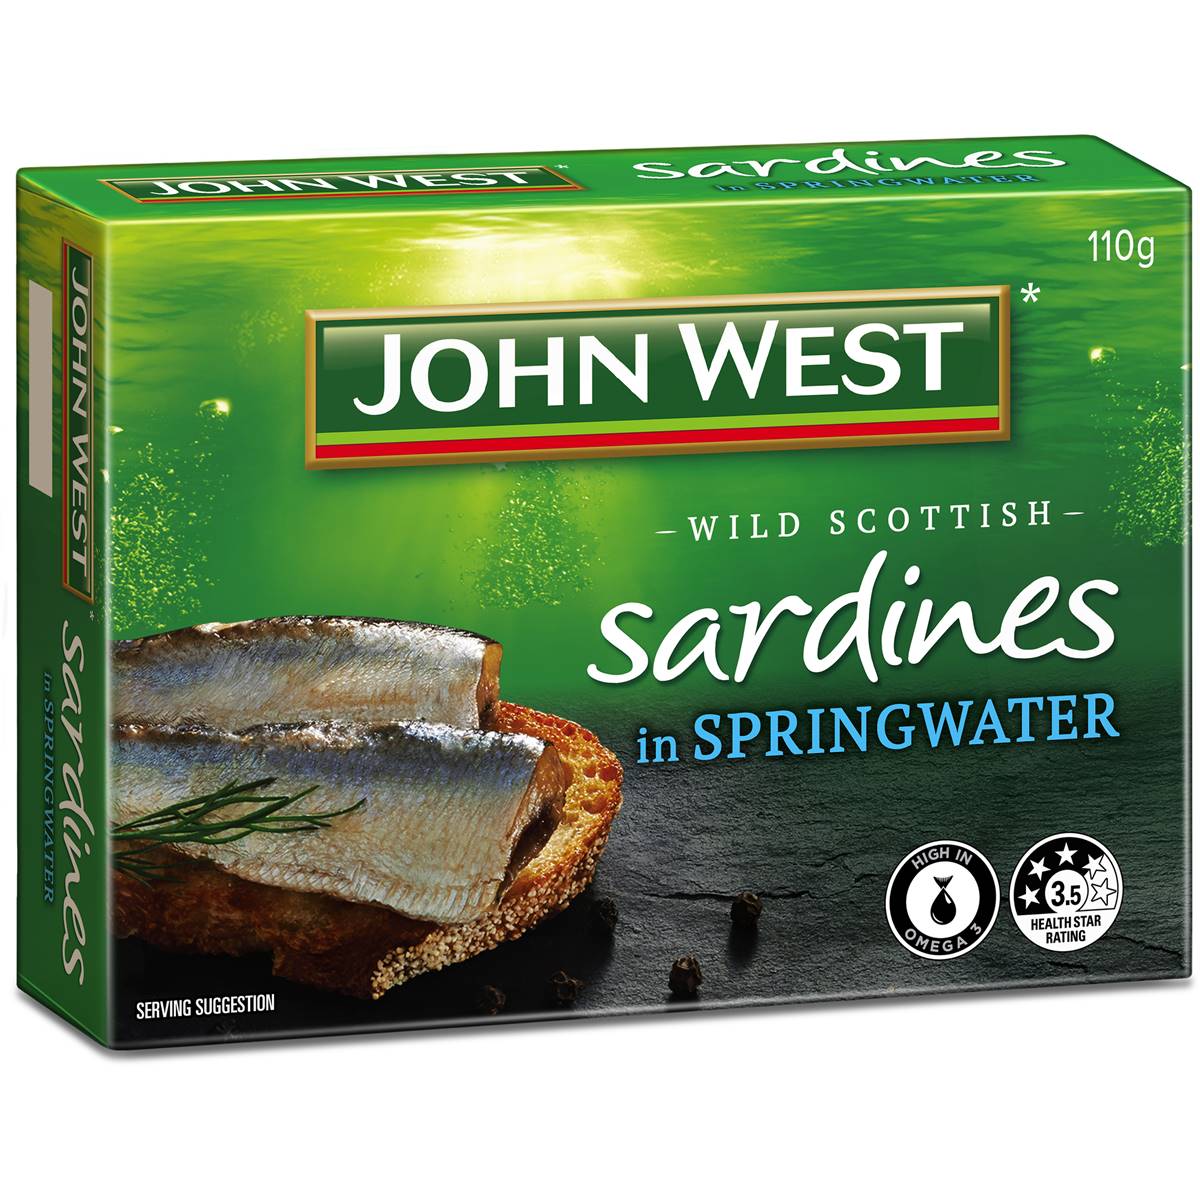 JOHN WEST*
sardines
in SPRINGWATER
110g
JOHN WEST*
– WILD SCOTTISH –
sardines
in SPRINGWATER
HIGH IN
OMEGA 3
3.5
HEALTH STAR
RATING
SERVING SUGGESTION
JOHN WEST*
sardines
in SPRINGWATER